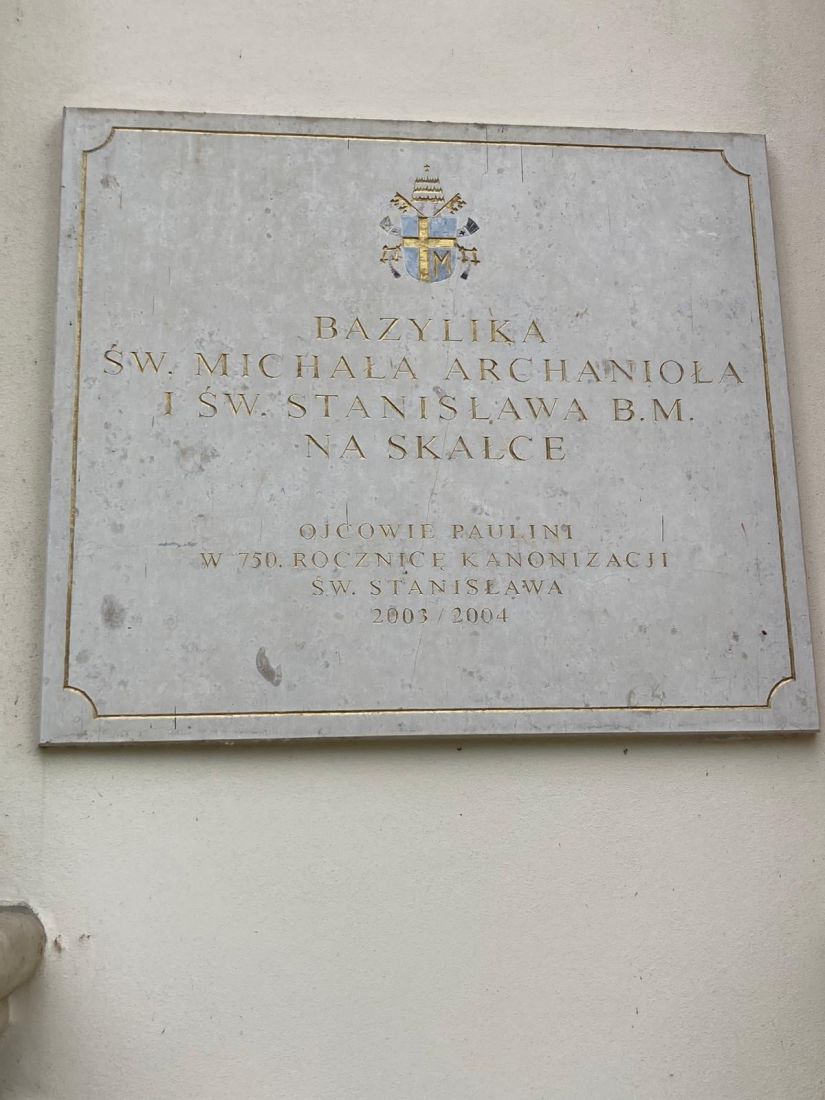 M
BAZYLIKA
ŚW. MICHAŁA ARCHANIOŁA
I ŚW. STANISŁAWA B.M.
NA SKAŁCE
OJCOWIE PAULINI
W 750. ROCZNICĘ KANONIZACJI
ŚW. STANISŁAWA
2003 / 2004